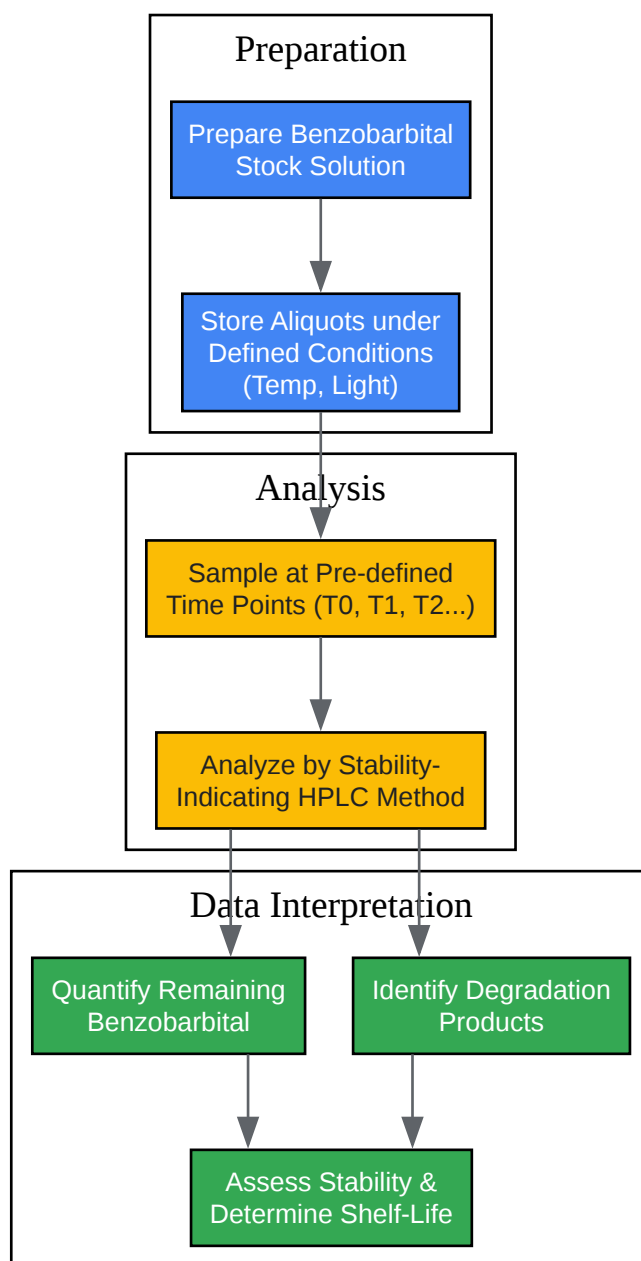 Preparation
Prepare Benzobarbital
Stock Solution
Store Aliquots under
Defined Conditions
(Temp, Light)
Analysis
Sample at Pre-defined
Time Points (T0, T1, T2...)
Analyze by Stability-
Indicating HPLC Method
Data Interpretation
Quantify Remaining
Benzobarbital
Identify Degradation
Products
Assess Stability &
Determine Shelf-Life